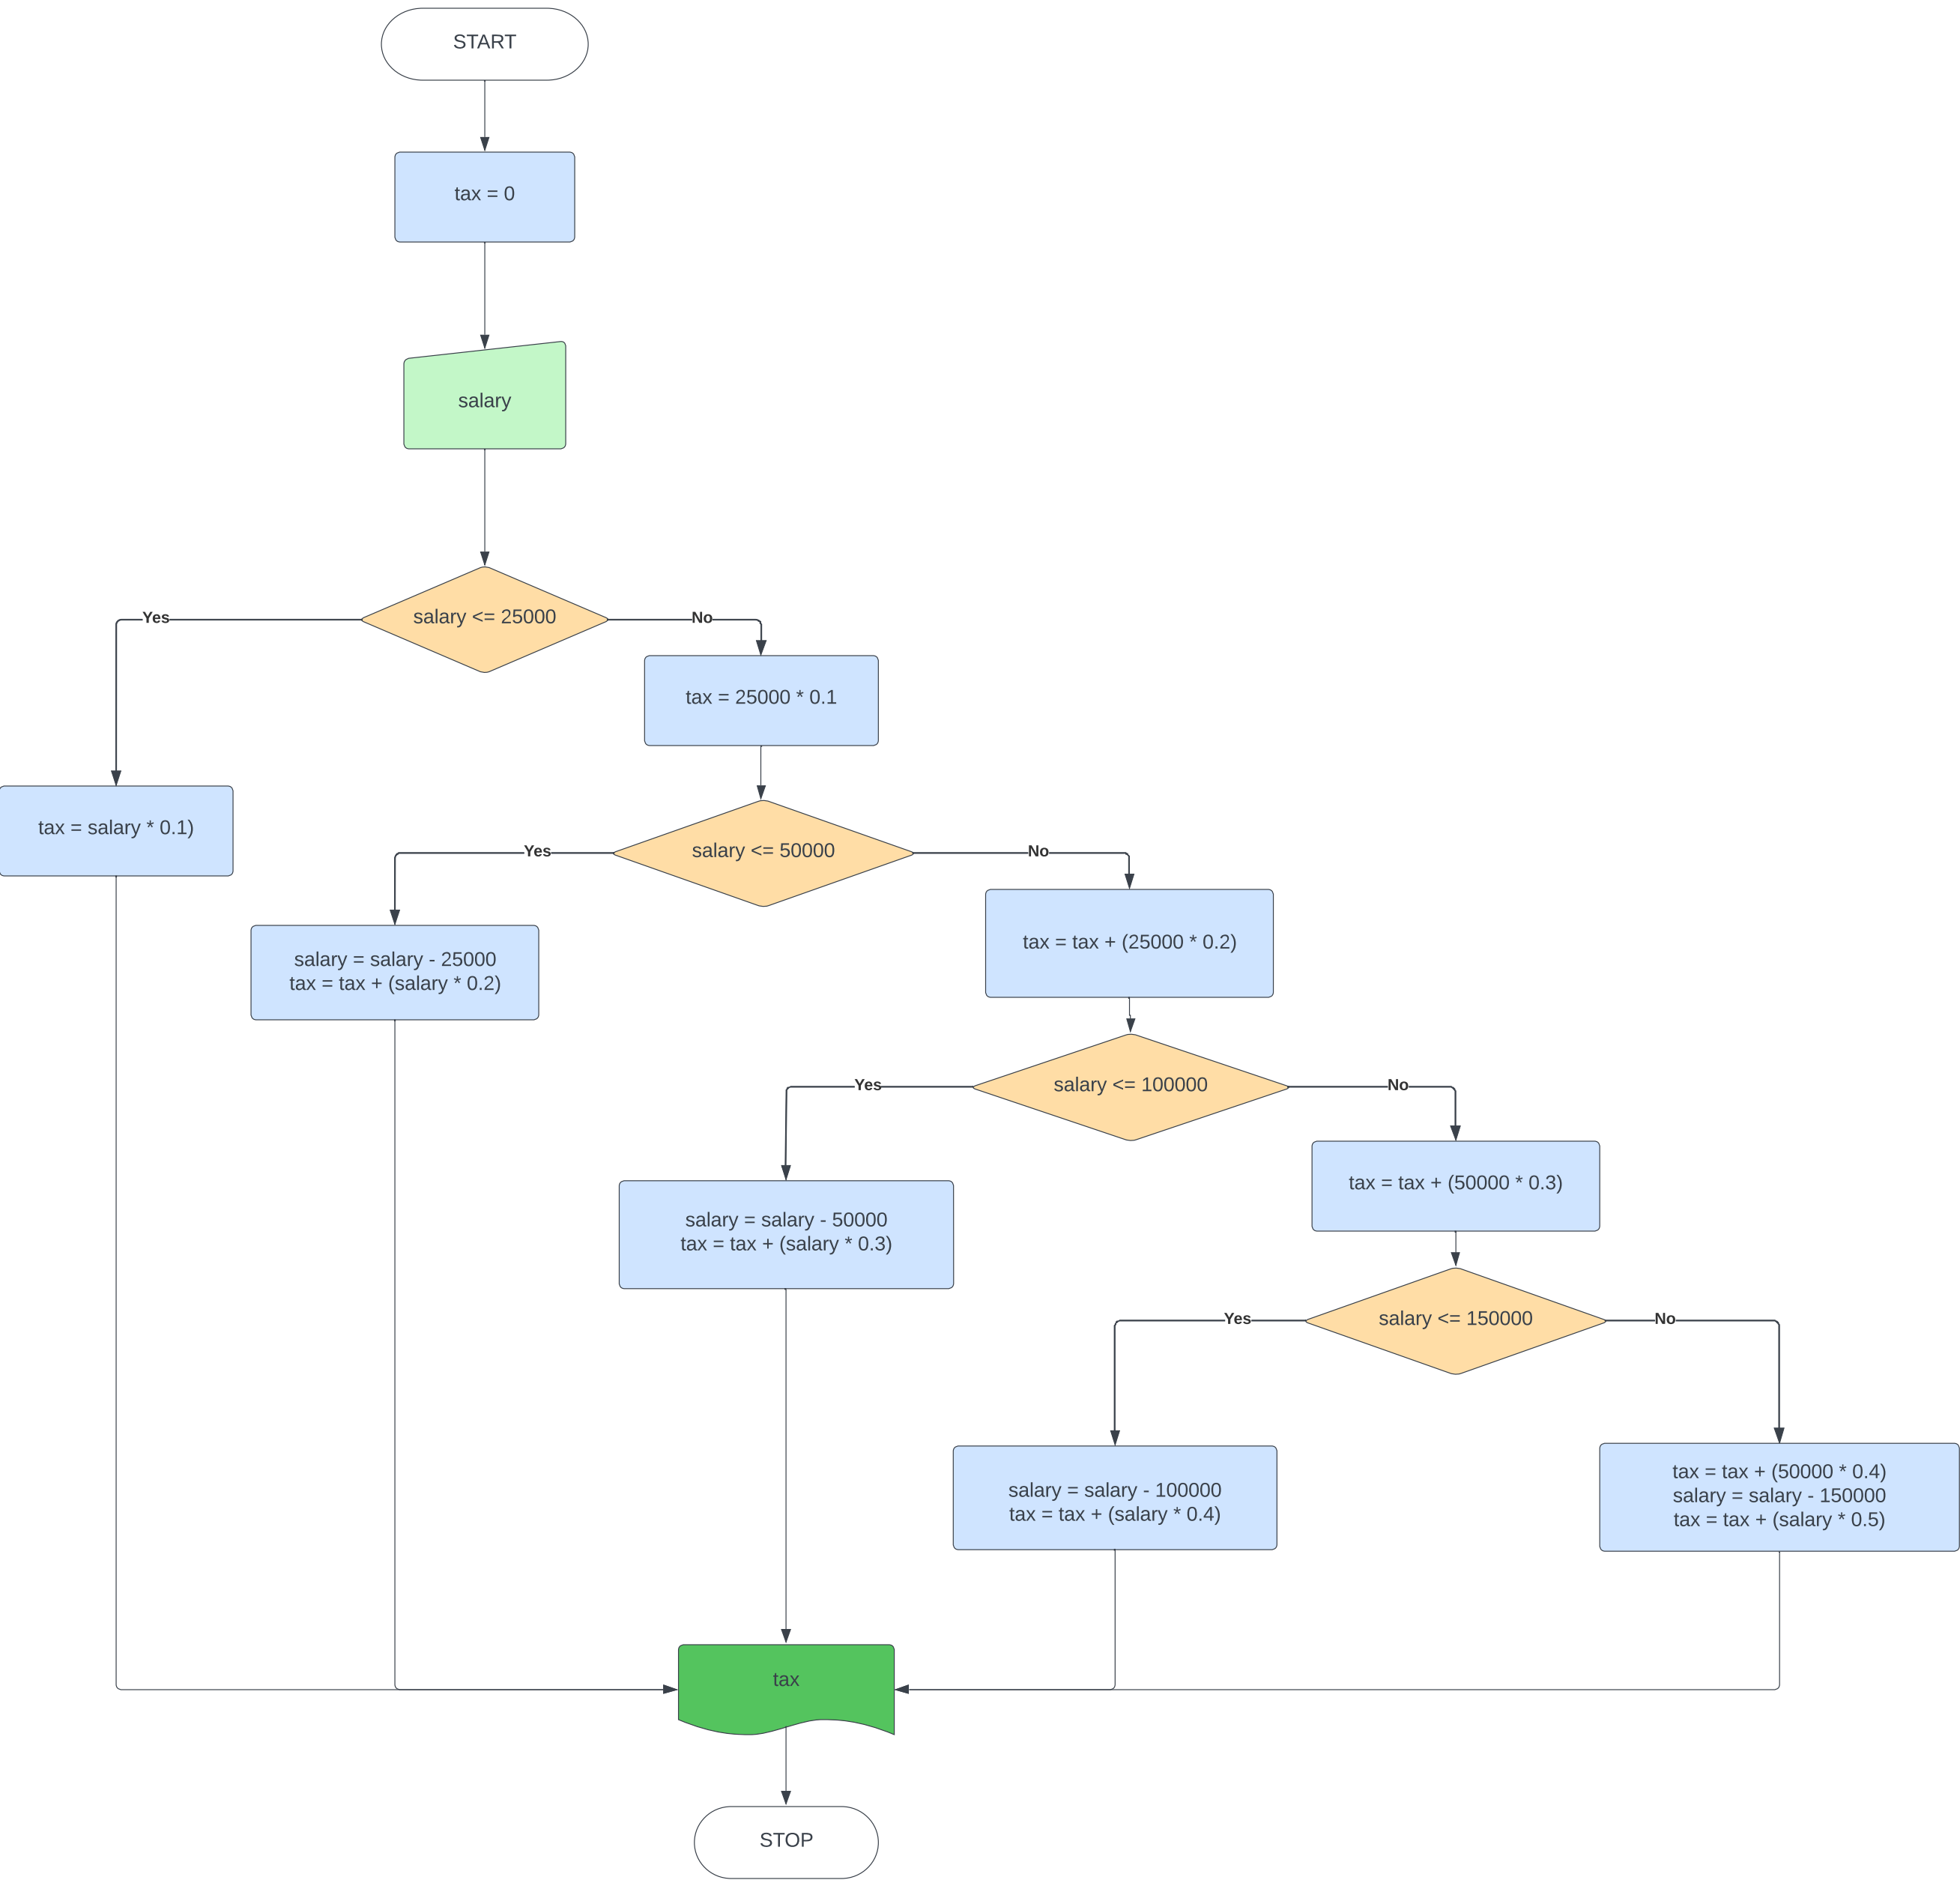 START
tax = 0
salary
salary <= 25000
Yes
No
tax = 25000 * 0.1
tax = salary * 0.1)
salary <= 50000
Yes
No
tax = tax + (25000 * 0.2)
salary = salary - 25000
tax = tax + (salary * 0.2)
salary <= 100000
Yes
No
tax = tax + (50000 * 0.3)
salary = salary - 50000
tax = tax + (salary * 0.3)
salary <= 150000
Yes
No
salary = salary - 100000
tax = tax + (salary * 0.4)
tax = tax + (50000 * 0.4)
salary = salary - 150000
tax = tax + (salary * 0.5)
tax
STOP